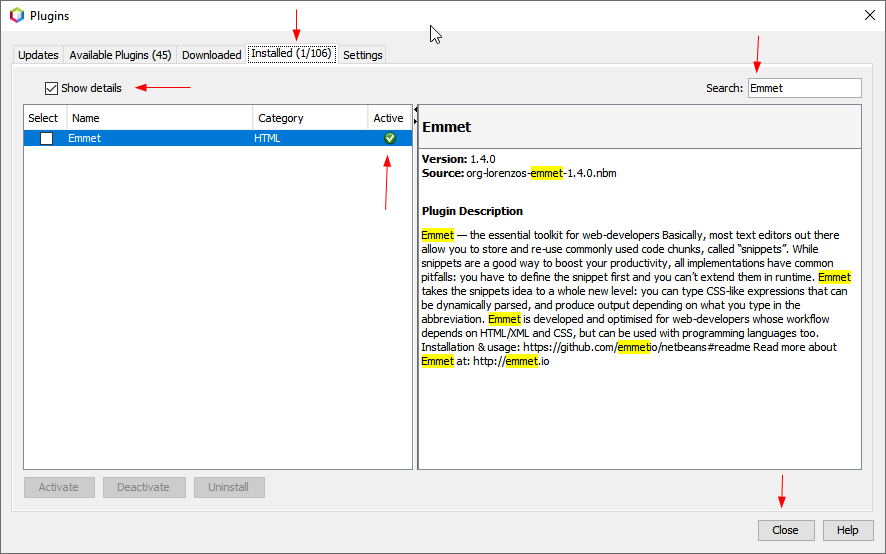 Plugins
Updates Available Plugins (45) Downloaded Installed (1/106) Settings
Show details Search: Emmet
Select Name Category Active
Emmet HTML
Emmet
Version: 1.4.0
Source: org-lorenzos-emmet-1.4.0.nbm
Plugin Description
Emmet — the essential toolkit for web-developers Basically, most text editors out there
allow you to store and re-use commonly used code chunks, called “snippets”. While
snippets are a good way to boost your productivity, all implementations have common
pitfalls: you have to define the snippet first and you can’t extend them in runtime. Emmet
takes the snippets idea to a whole new level: you can type CSS-like expressions that can
be dynamically parsed, and produce output depending on what you type in the
abbreviation. Emmet is developed and optimised for web-developers whose workflow
depends on HTML/XML and CSS, but can be used with programming languages too.
Installation & usage: https://github.com/emmetio/netbeans#readme Read more about
Emmet at: http://emmet.io
Activate Deactivate Uninstall
Close Help